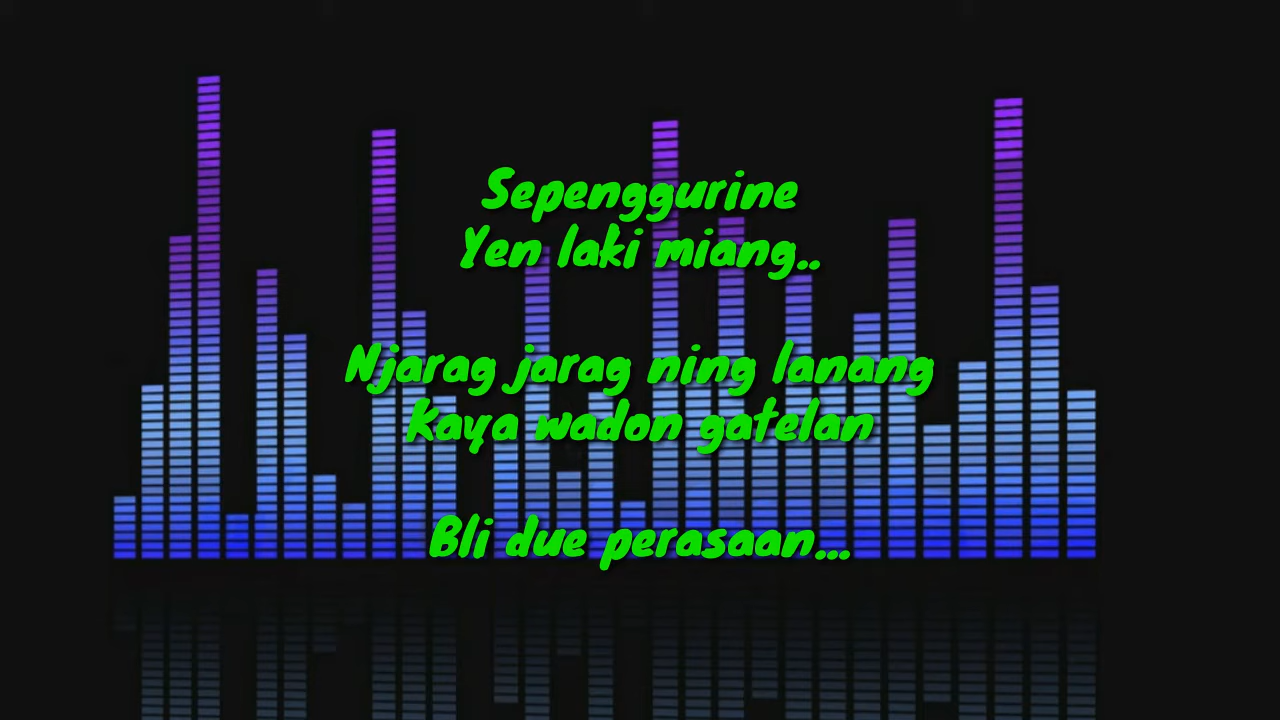 Sepenggurine
Yen laki miang..
Njarag jarag ning lanang
Kaya wadon gatelan
Bli due perasaan...